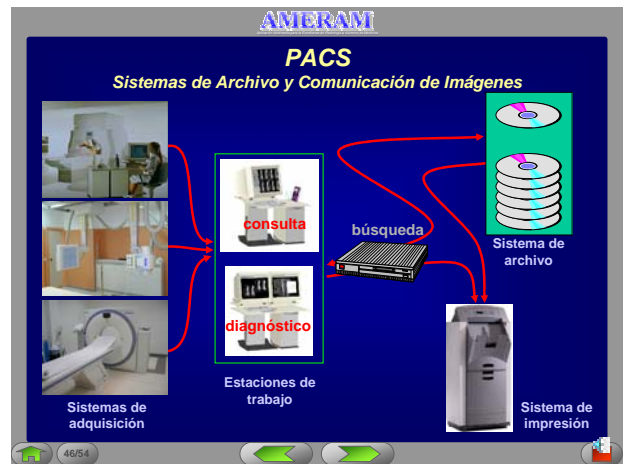 AMERAM
PACS
Sistemas de Archivo y Comunicación de Imágenes
consulta
búsqueda
Sistema de
archivo
diagnóstico
Estaciones de
trabajo
Sistemas de
adquisición
Sistema de
impresión
46/54